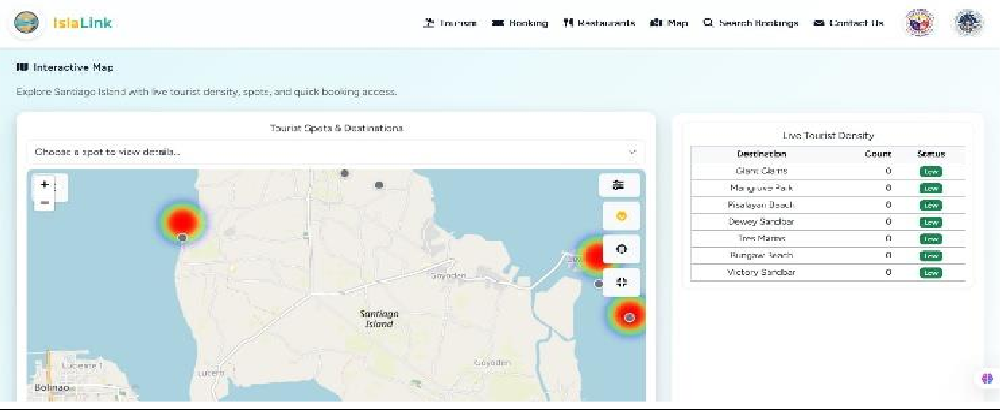 IslaLink
Tourism Booking Restaurants Map Search Bookings Contact Us
Interactive Map
Explore Santiago Island with live tourist density, spots, and quick booking access.
Tourist Spots & Destinations
Choose a spot to view details...
+
−
Goyoden
Santiago
Island
Goyoden
Lucero
Lucerne 1
Bolinao
Live Tourist Density
Destination Count Status
Giant Clams 0 Low
Mangrove Park 0 Low
Pisalayan Beach 0 Low
Dewey Sandbar 0 Low
Tres Marias 0 Low
Bungaw Beach 0 Low
Victory Sandbar 0 Low